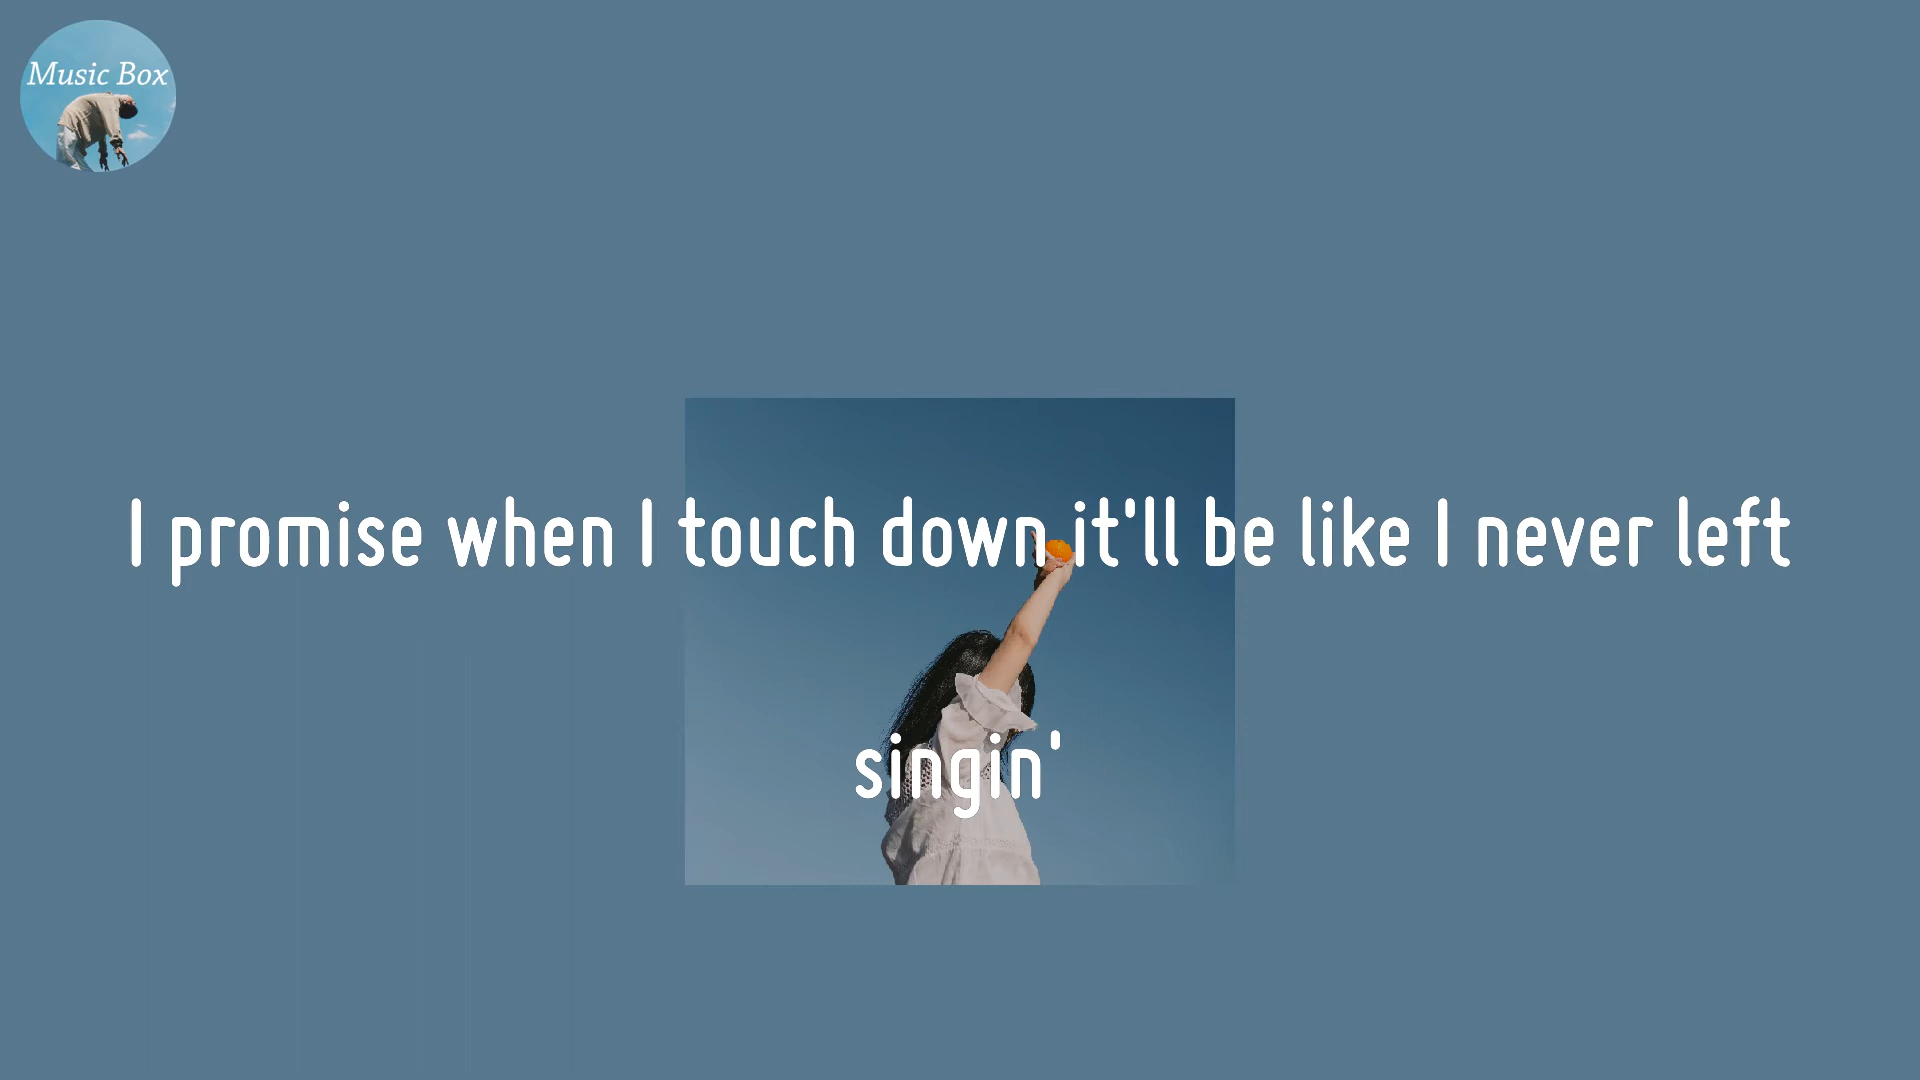 Music Box
I promise when I touch down it'll be like I never left
singin'